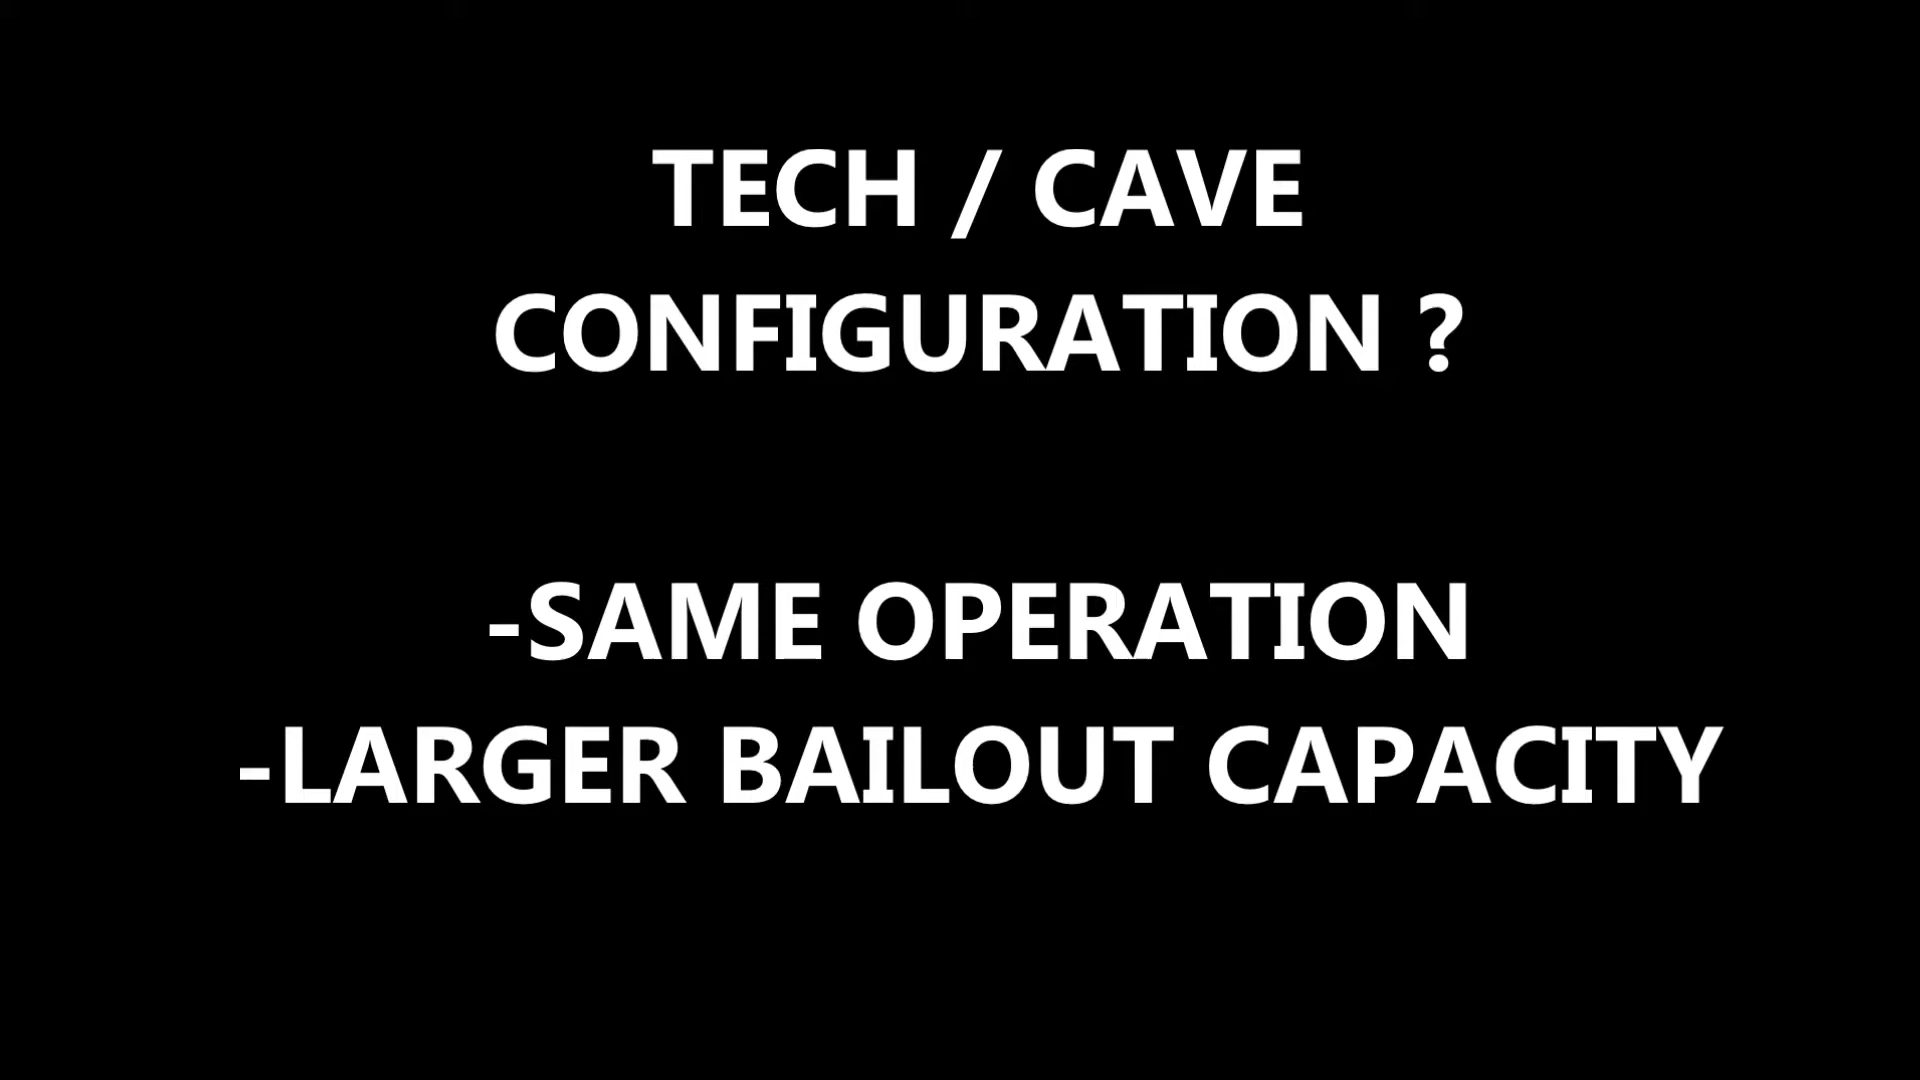 TECH / CAVE
CONFIGURATION ?
-SAME OPERATION
-LARGER BAILOUT CAPACITY